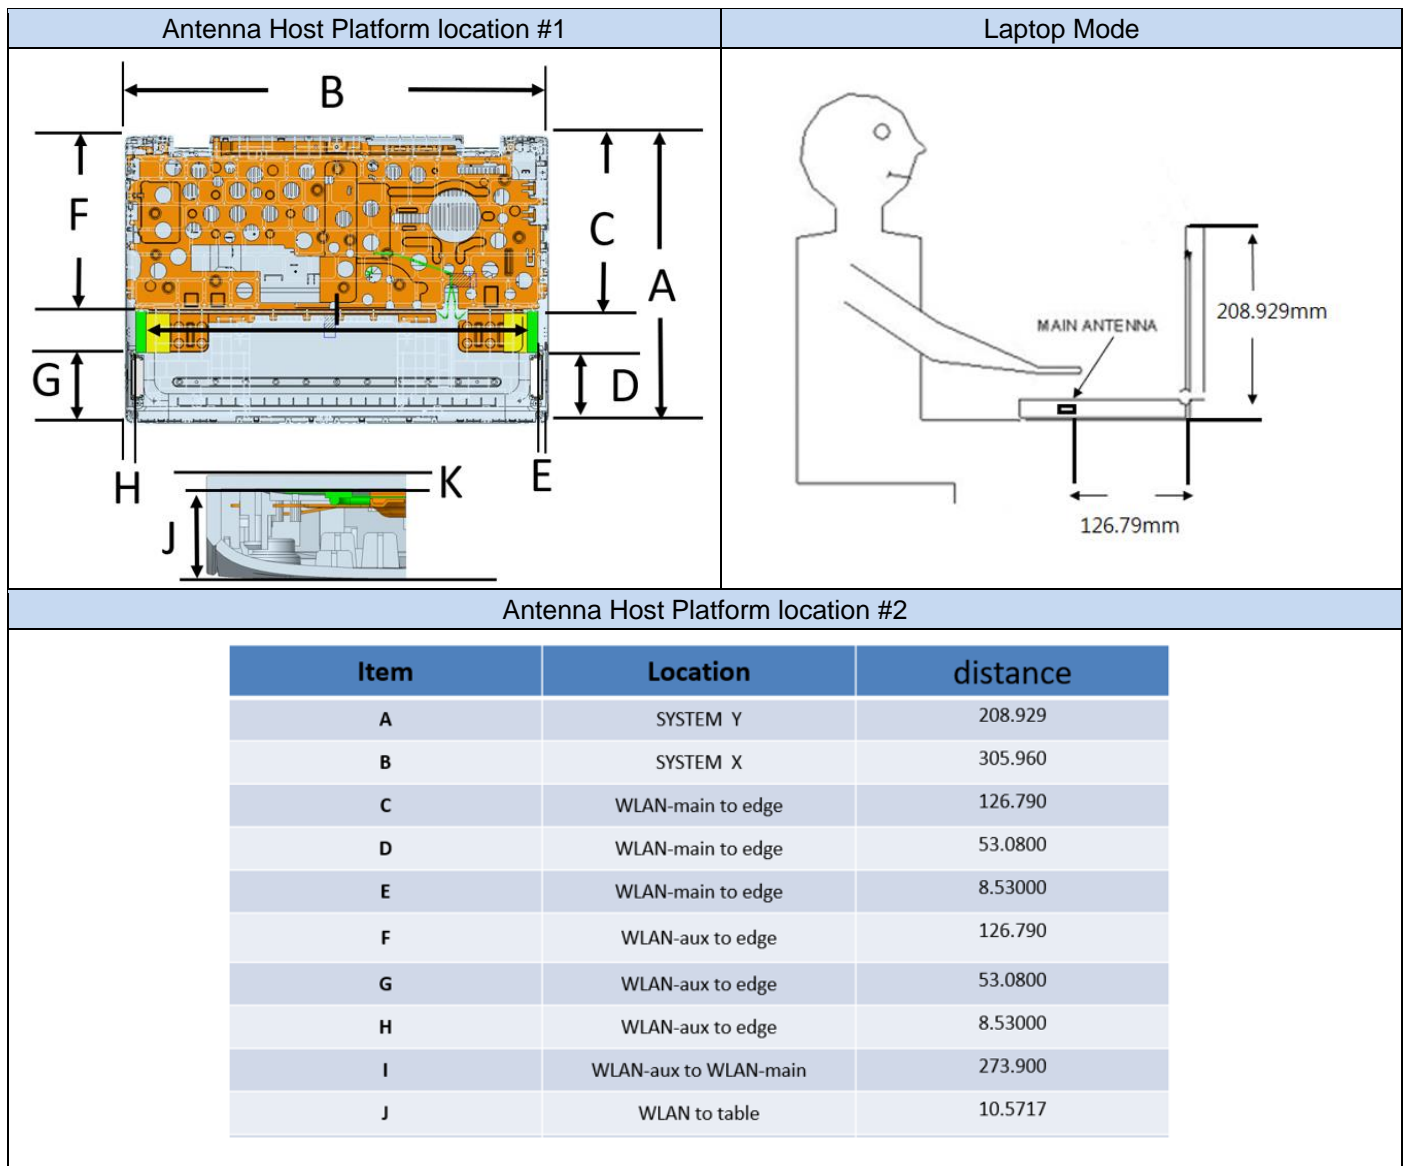 Antenna Host Platform location #1
Laptop Mode
B
F
C
A
I
G
D
H
E
K
J
MAIN ANTENNA
208.929mm
126.79mm
Antenna Host Platform location #2
Item Location distance
A SYSTEM Y 208.929
B SYSTEM X 305.960
C WLAN-main to edge 126.790
D WLAN-main to edge 53.0800
E WLAN-main to edge 8.53000
F WLAN-aux to edge 126.790
G WLAN-aux to edge 53.0800
H WLAN-aux to edge 8.53000
I WLAN-aux to WLAN-main 273.900
J WLAN to table 10.5717